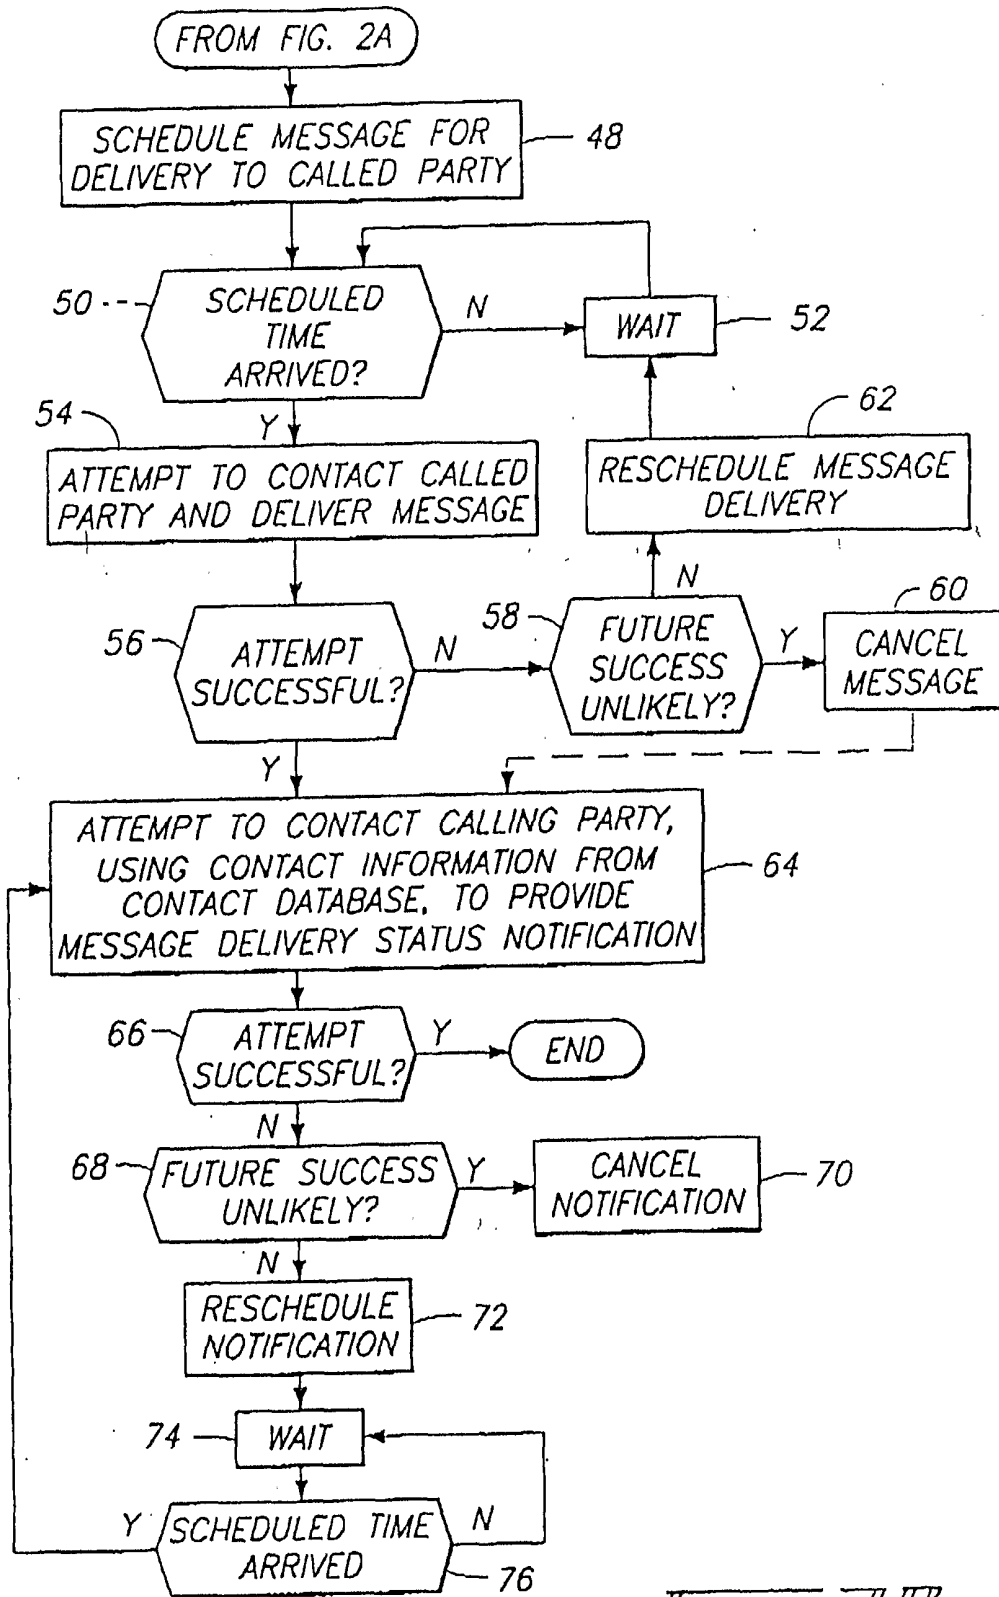 FROM FIG. 2A
SCHEDULE MESSAGE FOR
DELIVERY TO CALLED PARTY
48
50
SCHEDULED
TIME
ARRIVED?
N
WAIT
52
Y
54
ATTEMPT TO CONTACT CALLED
PARTY AND DELIVER MESSAGE
62
RESCHEDULE MESSAGE
DELIVERY
N
56
ATTEMPT
SUCCESSFUL?
N
58
FUTURE
SUCCESS
UNLIKELY?
Y
60
CANCEL
MESSAGE
Y
ATTEMPT TO CONTACT CALLING PARTY,
USING CONTACT INFORMATION FROM
CONTACT DATABASE, TO PROVIDE
MESSAGE DELIVERY STATUS NOTIFICATION
64
66
ATTEMPT
SUCCESSFUL?
Y
END
N
68
FUTURE SUCCESS
UNLIKELY?
Y
CANCEL
NOTIFICATION
70
N
RESCHEDULE
NOTIFICATION
72
74
WAIT
Y
SCHEDULED TIME
ARRIVED
N
76